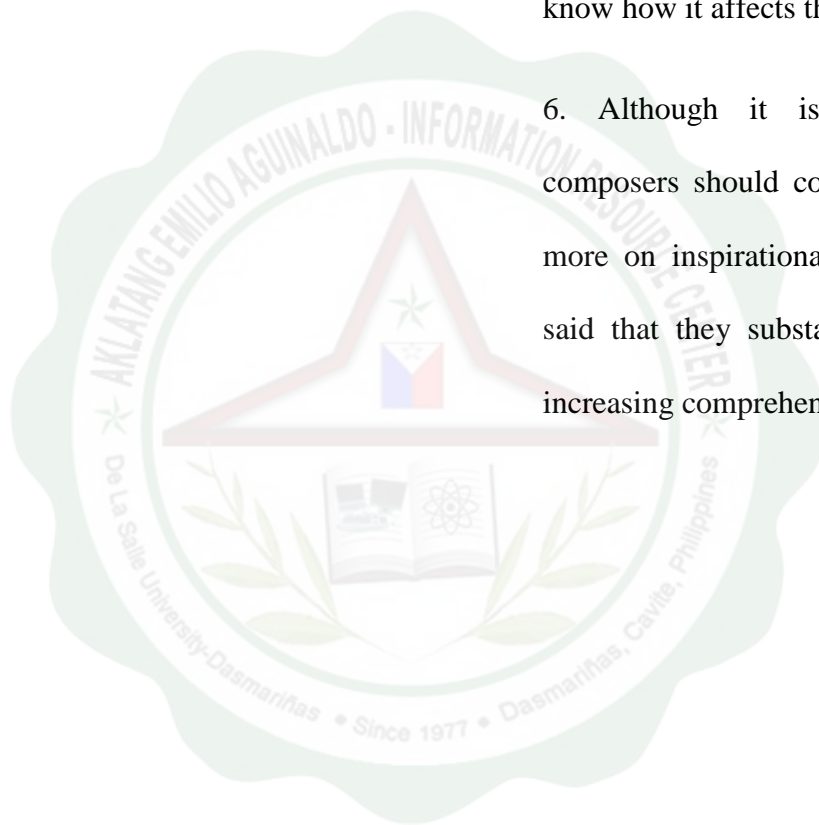 know how it affects th
6. Although it is
composers should co
more on inspirationa
said that they substa
increasing comprehen
AKLATANG EMILIO AGUINALDO - INFORMATION RESOURCE CENTER
De La Salle University-Dasmariñas • Since 1977 • Dasmariñas, Cavite, Philippines